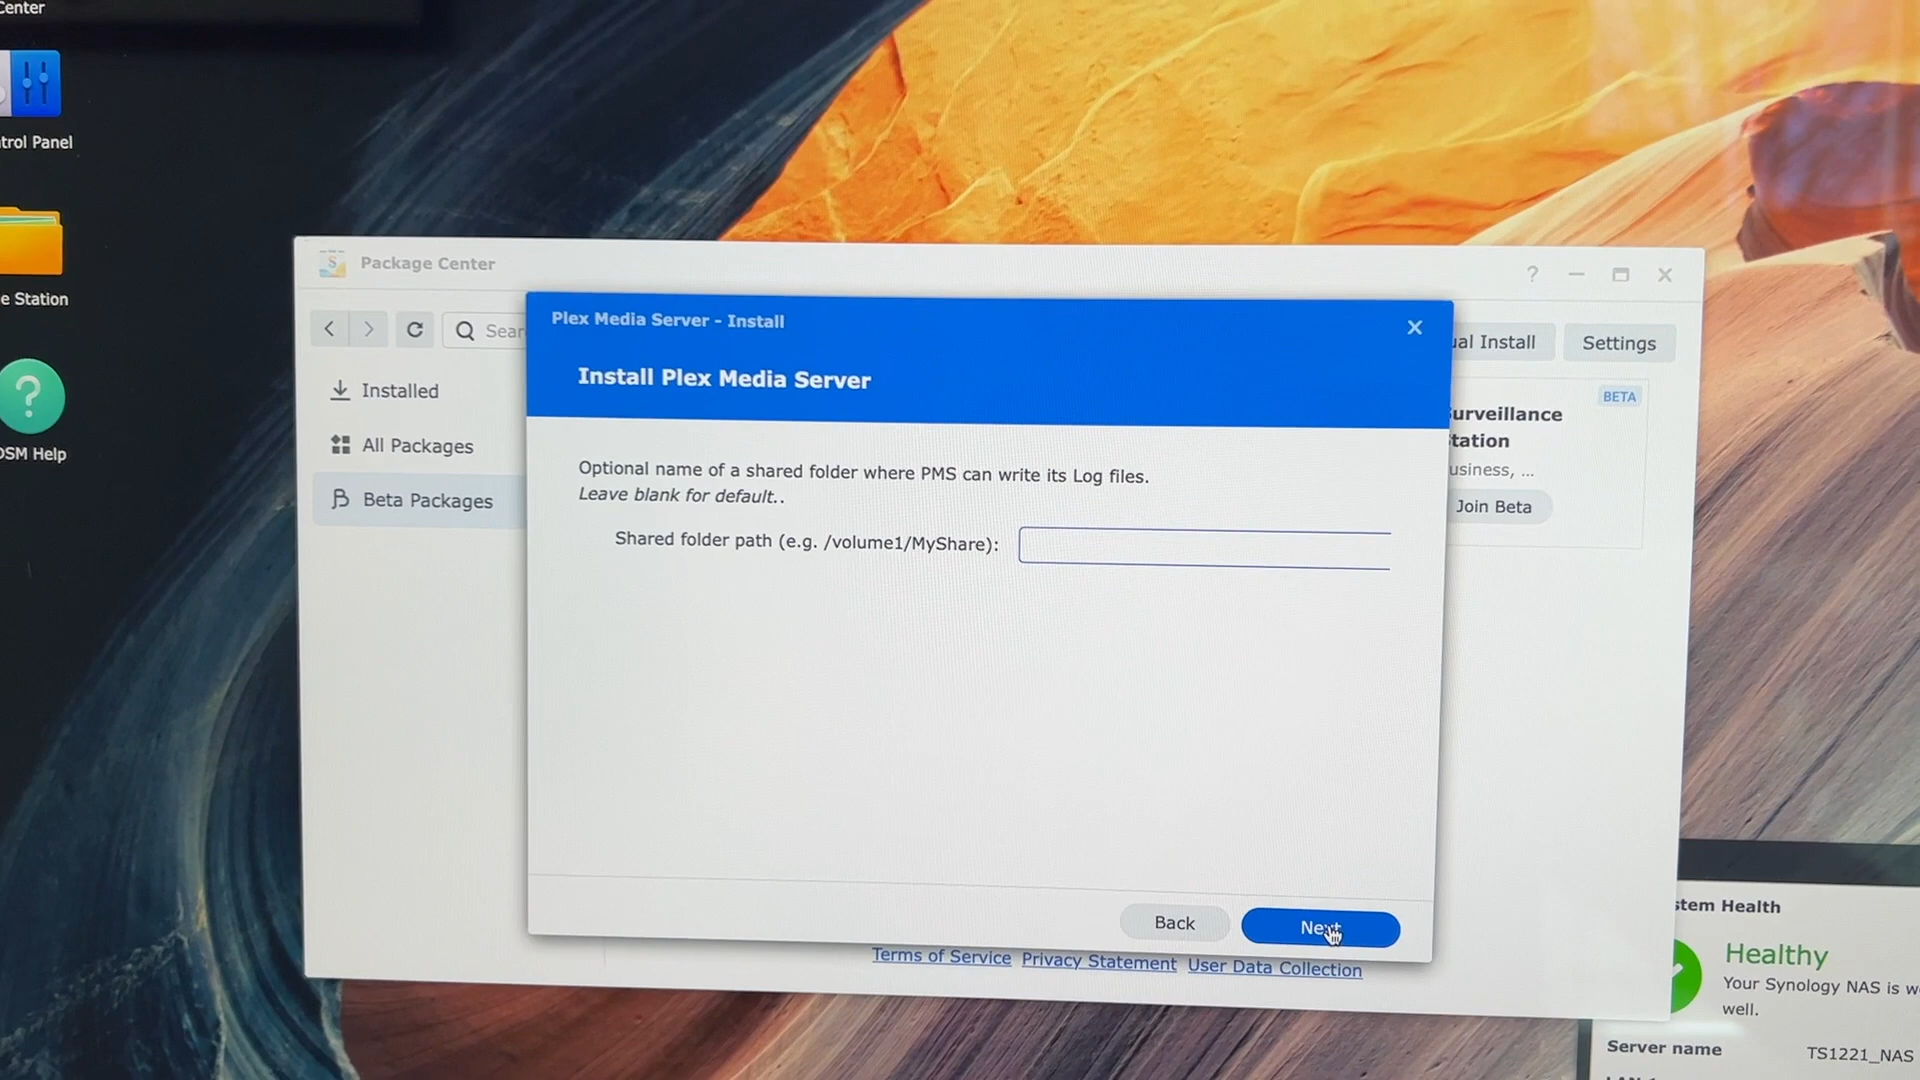 Center
trol Panel
e Station
DSM Help
Package Center
Sear
ual Install
Settings
Installed
All Packages
Beta Packages
Plex Media Server - Install
Install Plex Media Server
Optional name of a shared folder where PMS can write its Log files.
Leave blank for default..
Shared folder path (e.g. /volume1/MyShare):
Back
Next
BETA
urveillance
tation
usiness, ...
Join Beta
Terms of Service Privacy Statement User Data Collection
stem Health
Healthy
Your Synology NAS is w
well.
Server name TS1221_NAS